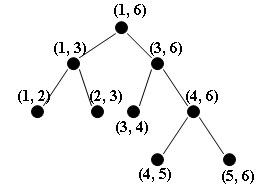 (1, 6)
(1, 3) (3, 6)
(1, 2) (2, 3) (4, 6)
(3, 4)
(4, 5) (5, 6)